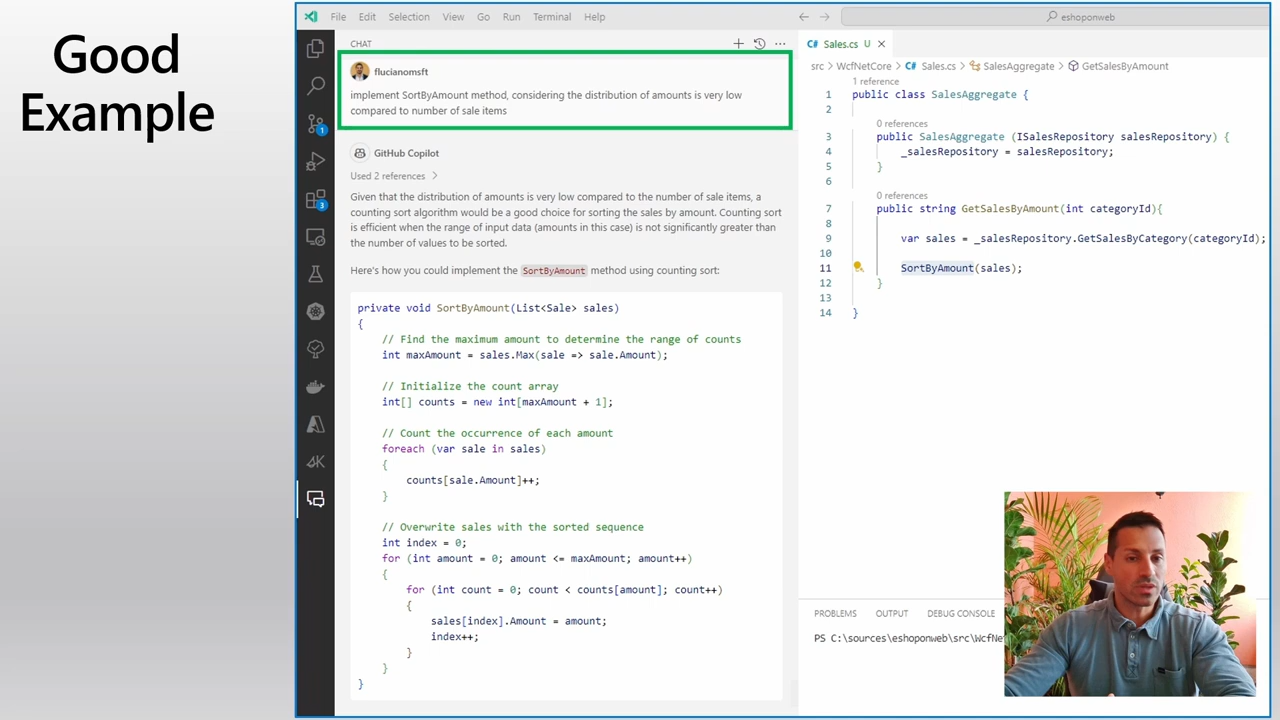 Good
Example
File Edit Selection View Go Run Terminal Help
eshoponweb
CHAT
flucianomsft
implement SortByAmount method, considering the distribution of amounts is very low
compared to number of sale items
GitHub Copilot
Used 2 references
Given that the distribution of amounts is very low compared to the number of sale items, a
counting sort algorithm would be a good choice for sorting the sales by amount. Counting sort
is efficient when the range of input data (amounts in this case) is not significantly greater than
the number of values to be sorted.
Here's how you could implement the SortByAmount method using counting sort:
private void SortByAmount(List<Sale> sales)
{
// Find the maximum amount to determine the range of counts
int maxAmount = sales.Max(sale => sale.Amount);
// Initialize the count array
int[] counts = new int[maxAmount + 1];
// Count the occurrence of each amount
foreach (var sale in sales)
{
counts[sale.Amount]++;
}
// Overwrite sales with the sorted sequence
int index = 0;
for (int amount = 0; amount <= maxAmount; amount++)
{
for (int count = 0; count < counts[amount]; count++)
{
sales[index].Amount = amount;
index++;
}
}
}
1
3
4K
C# Sales.cs U
src > WcfNetCore > C# Sales.cs > SalesAggregate > GetSalesByAmount
1 reference
1 public class SalesAggregate {
2
0 references
3 public SalesAggregate (ISalesRepository salesRepository) {
4 _salesRepository = salesRepository;
5 }
6
0 references
7 public string GetSalesByAmount(int categoryId){
8
9 var sales = _salesRepository.GetSalesByCategory(categoryId);
10
11 SortByAmount(sales);
12 }
13
14 }
PROBLEMS OUTPUT DEBUG CONSOLE
PS C:\sources\eshoponweb\src\WcfNet